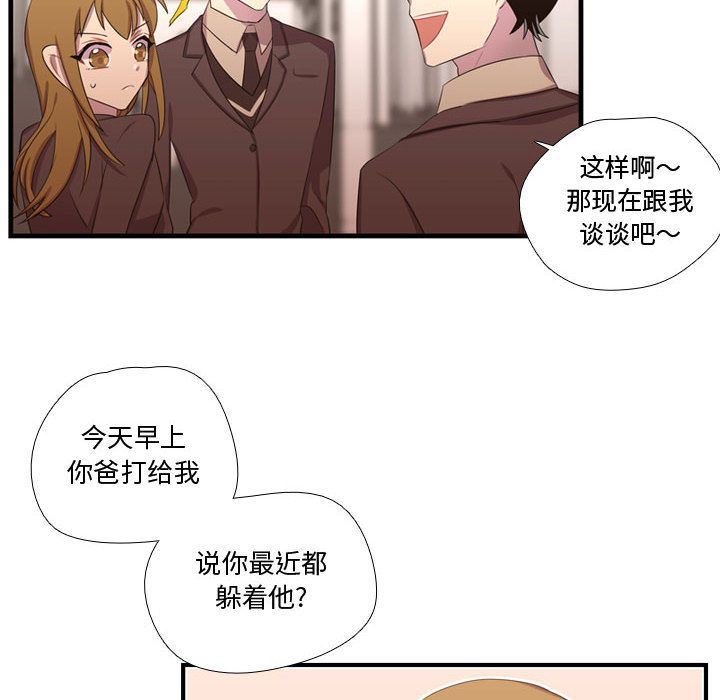 这样啊～
那现在跟我
谈谈吧～
今天早上
你爸打给我
说你最近都
躲着他?